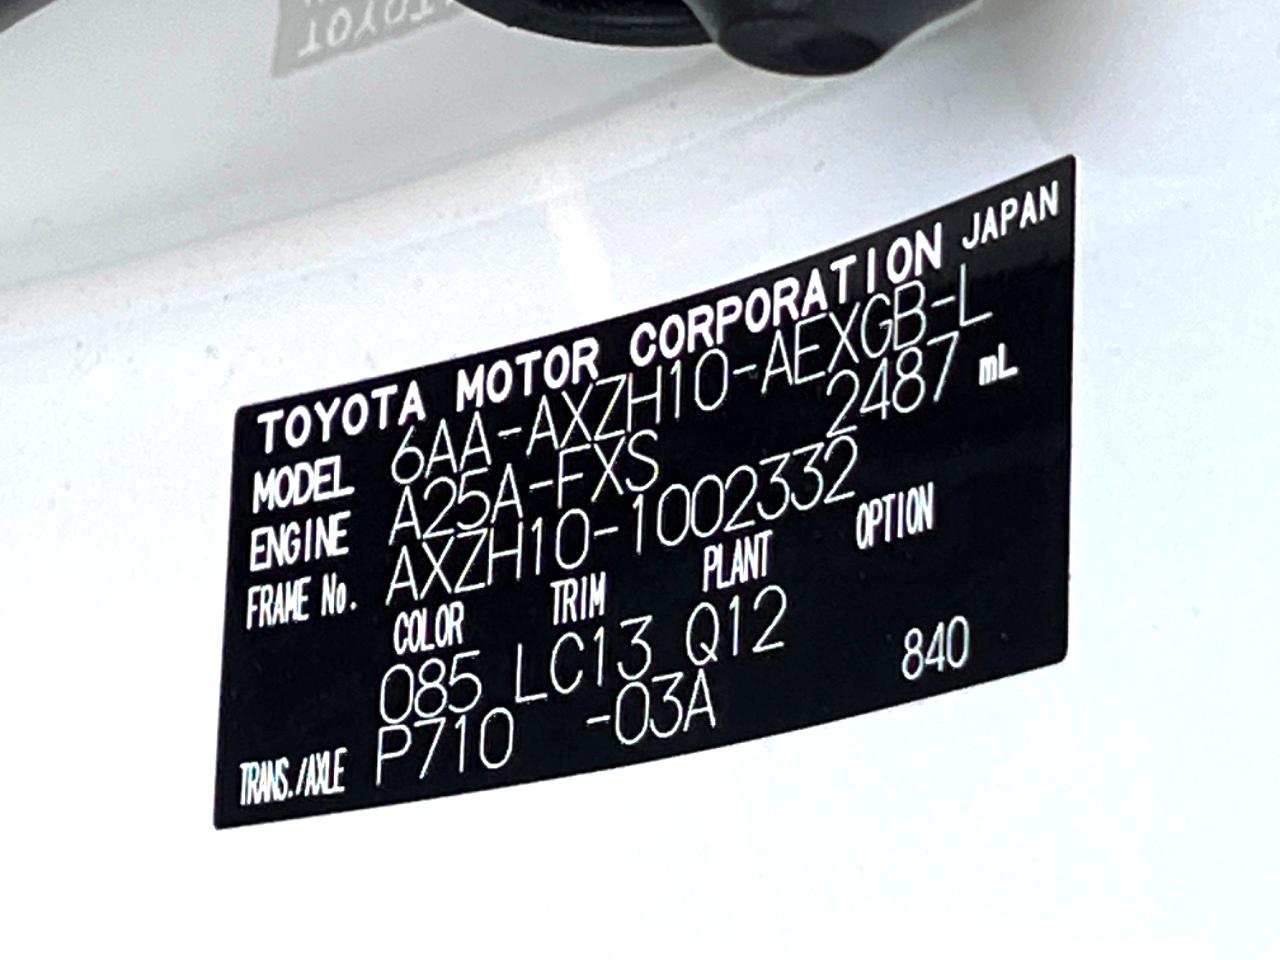 TOYOTA MOTOR CORPORATION JAPAN
MODEL 6AA-AXZH10-AEXGB-L
ENGINE A25A-FXS 2487 mL
FRAME No. AXZH10-1002332
COLOR TRIM PLANT OPTION
085 LC13 Q12
TRANS./AXLE P710 -03A 840